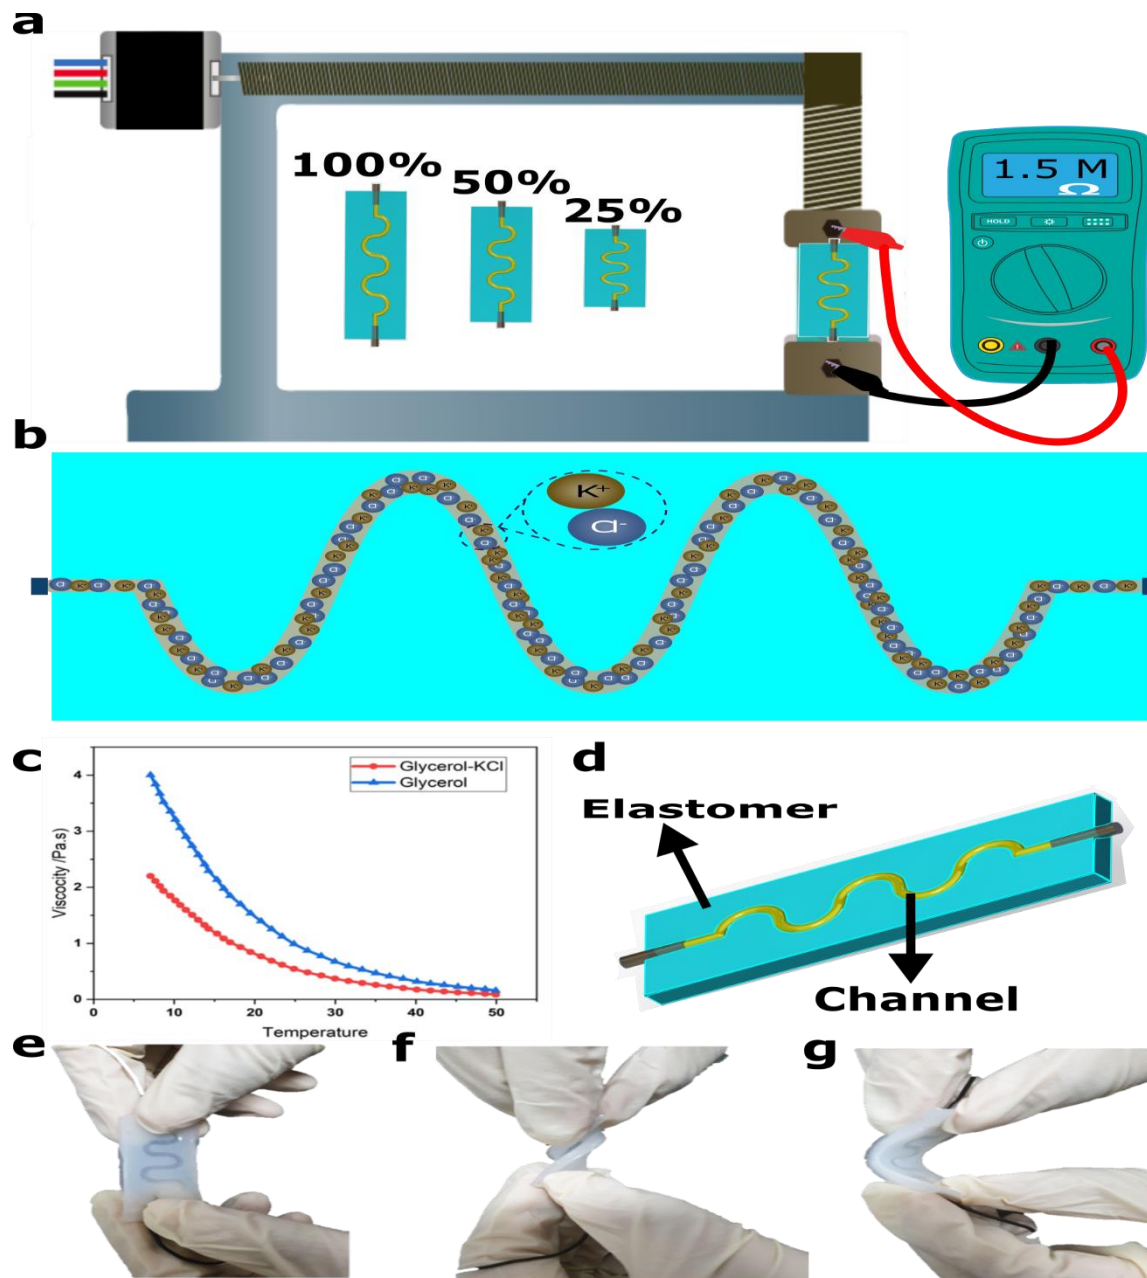 a
100%
50%
25%
1.5 M
Ω
HOLD
b
K+
Cl-
c
Viscocity /Pa.s)
4
3
2
1
0
0 10 20 30 40 50
Temperature
Glycerol-KCl
Glycerol
d
Elastomer
Channel
e
f
g